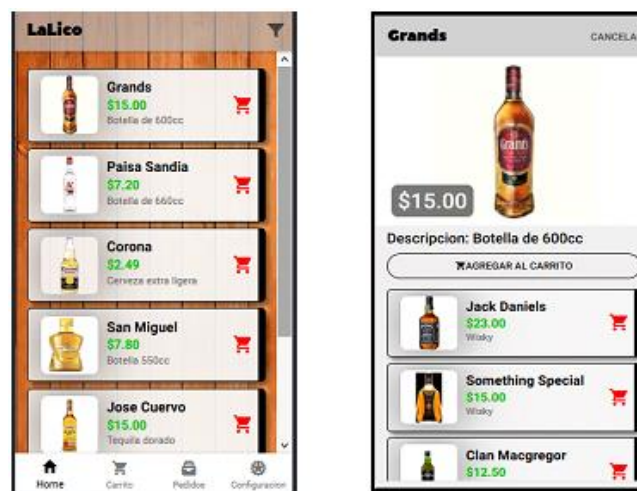 LaLico
Grands
$15.00
Botella de 600cc
Paisa Sandia
$7.20
Botella de 660cc
Corona
$2.49
Cerveza extra ligera
San Miguel
$7.80
Botella 550cc
Jose Cuervo
$15.00
Tequila dorado
Home Carrito Pedidos Configuracion
Grands CANCELA
Grants
$15.00
Descripcion: Botella de 600cc
AGREGAR AL CARRITO
Jack Daniels
$23.00
Wisky
Something Special
$15.00
Wisky
Clan Macgregor
$12.50